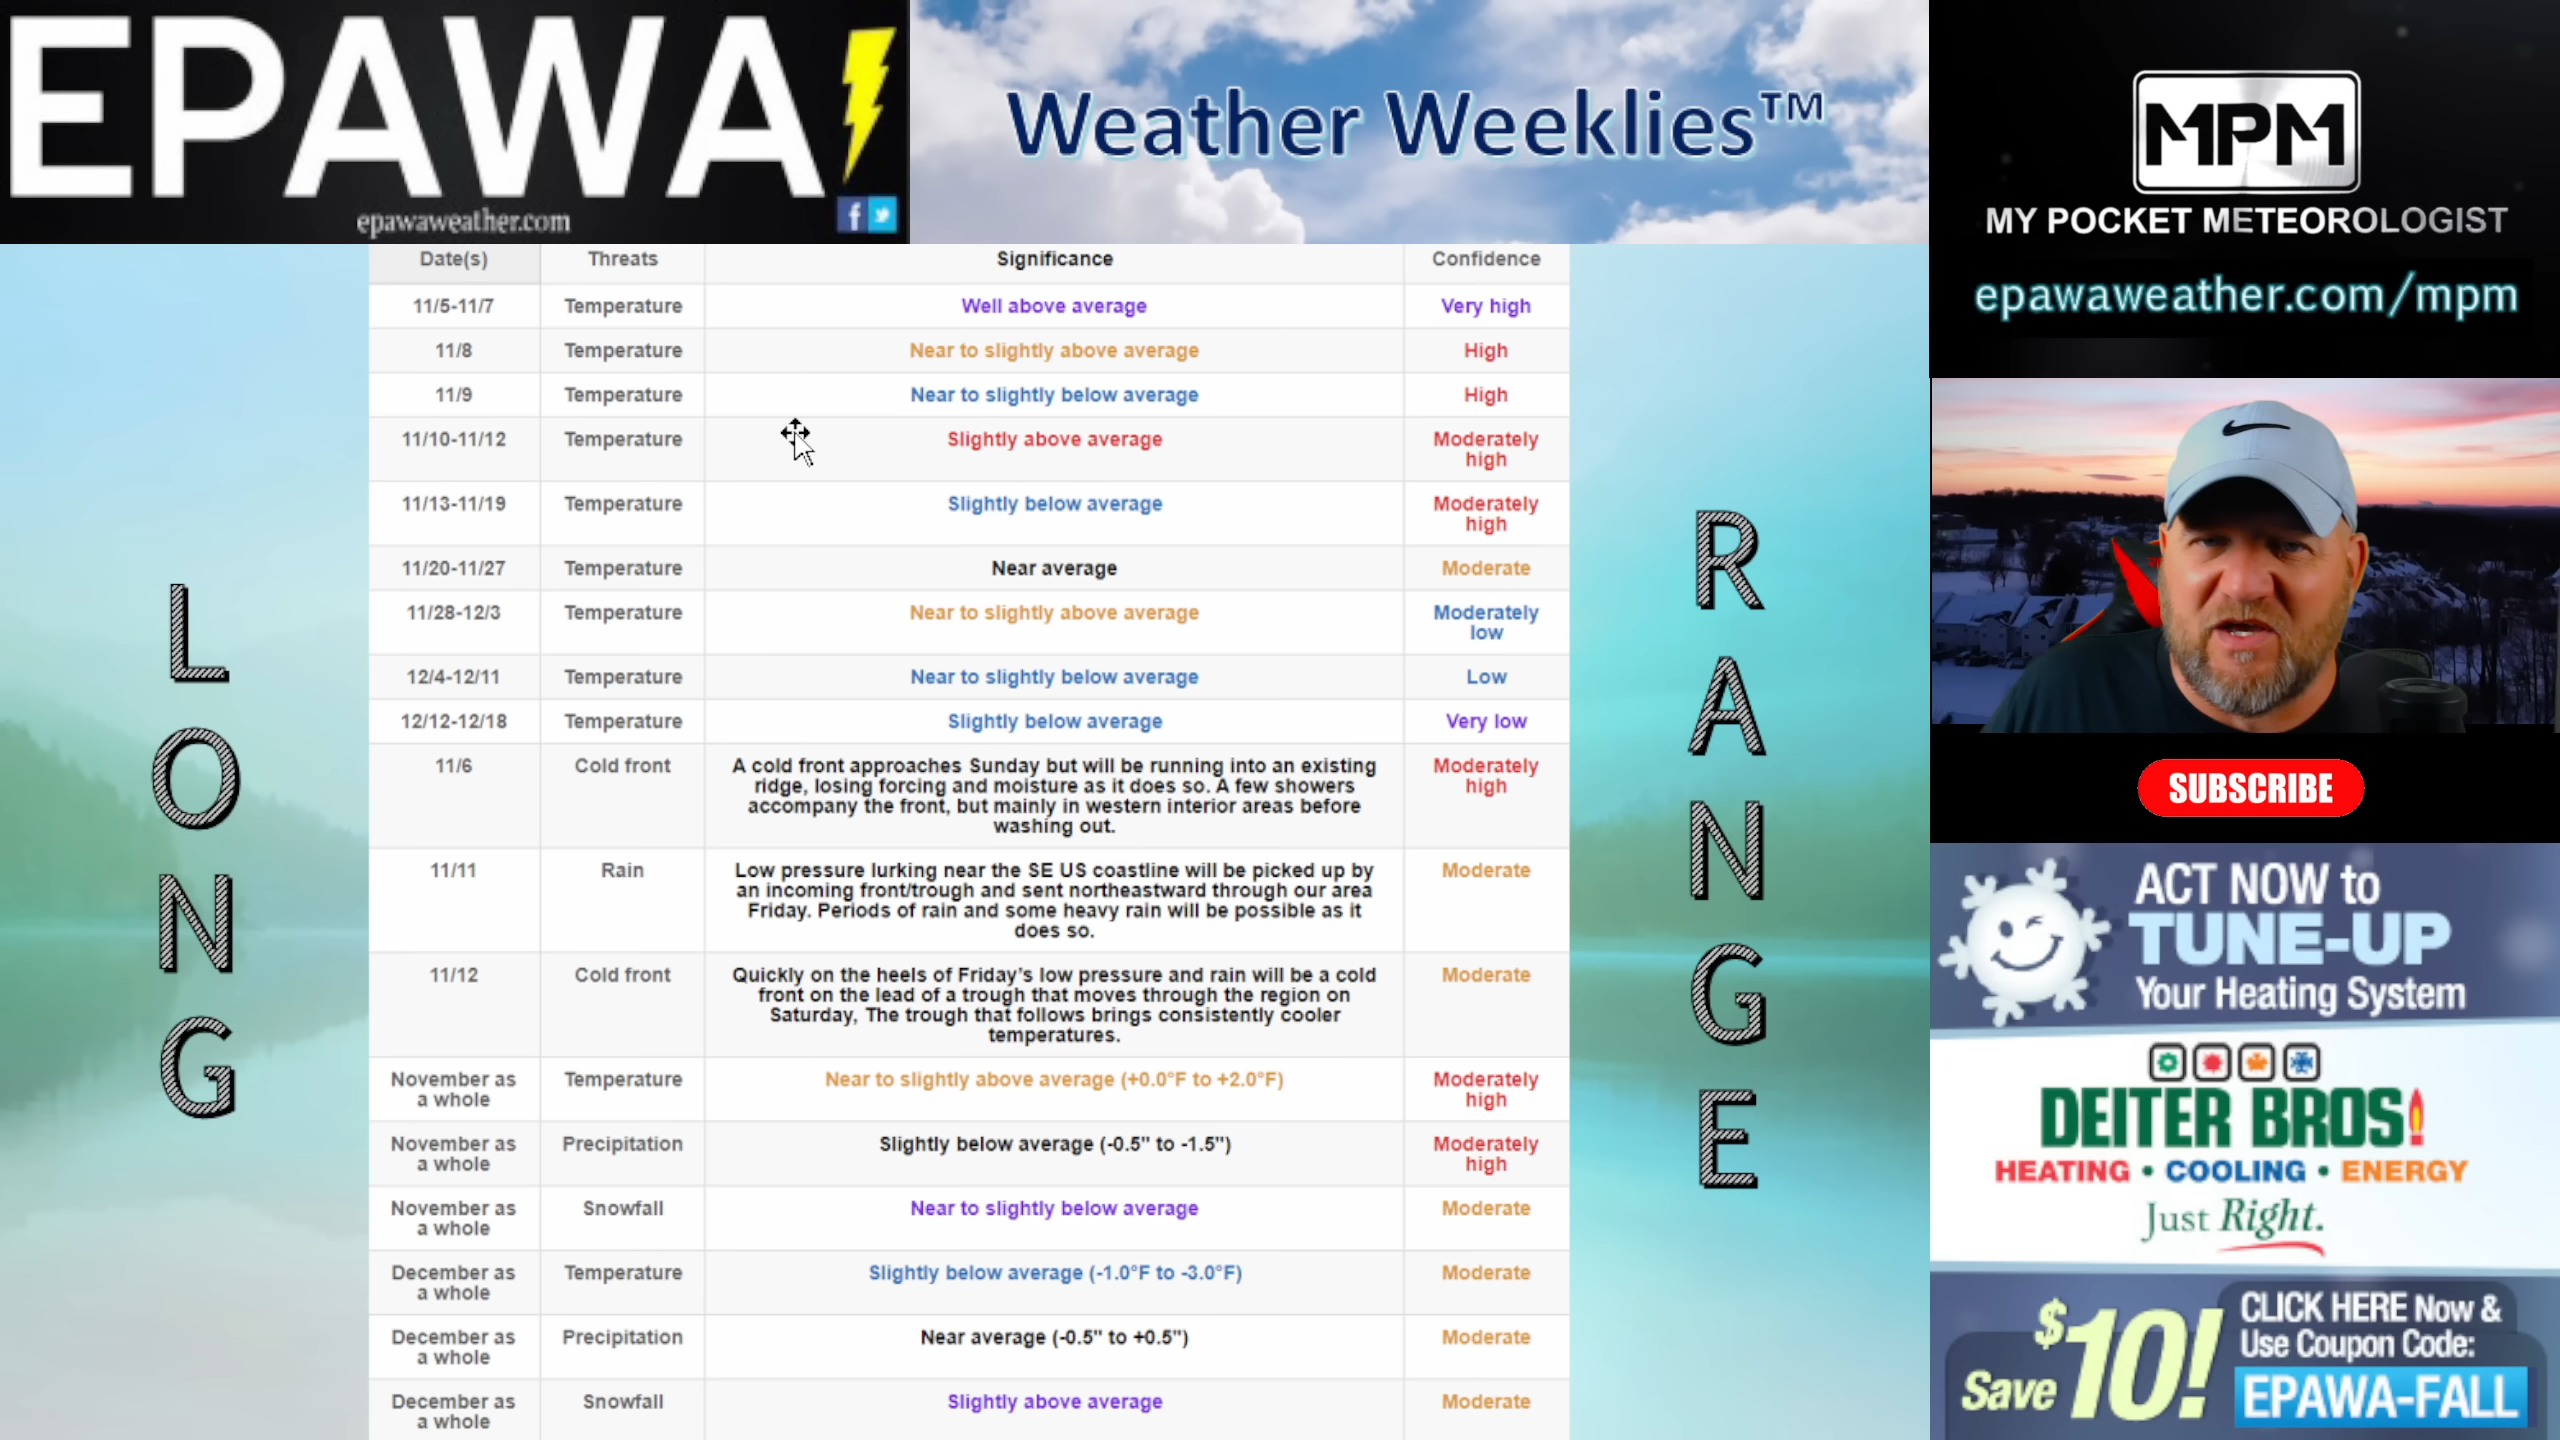 EPAWA
epawaweather.com
Weather Weeklies™
MPM
MY POCKET METEOROLOGIST
epawaweather.com/mpm
LONG
Date(s) Threats Significance Confidence
11/5-11/7 Temperature Well above average Very high
11/8 Temperature Near to slightly above average High
11/9 Temperature Near to slightly below average High
11/10-11/12 Temperature Slightly above average Moderately
high
11/13-11/19 Temperature Slightly below average Moderately
high
11/20-11/27 Temperature Near average Moderate
11/28-12/3 Temperature Near to slightly above average Moderately
low
12/4-12/11 Temperature Near to slightly below average Low
12/12-12/18 Temperature Slightly below average Very low
11/6 Cold front A cold front approaches Sunday but will be running into an existing Moderately
ridge, losing forcing and moisture as it does so. A few showers high
accompany the front, but mainly in western interior areas before
washing out.
11/11 Rain Low pressure lurking near the SE US coastline will be picked up by Moderate
an incoming front/trough and sent northeastward through our area
Friday. Periods of rain and some heavy rain will be possible as it
does so.
11/12 Cold front Quickly on the heels of Friday's low pressure and rain will be a cold Moderate
front on the lead of a trough that moves through the region on
Saturday, The trough that follows brings consistently cooler
temperatures.
November as Temperature Near to slightly above average (+0.0°F to +2.0°F) Moderately
a whole high
November as Precipitation Slightly below average (-0.5" to -1.5") Moderately
a whole high
November as Snowfall Near to slightly below average Moderate
a whole
December as Temperature Slightly below average (-1.0°F to -3.0°F) Moderate
a whole
December as Precipitation Near average (-0.5" to +0.5") Moderate
a whole
December as Snowfall Slightly above average Moderate
a whole
RANGE
SUBSCRIBE
ACT NOW to
TUNE-UP
Your Heating System
DEITER BROS!
HEATING • COOLING • ENERGY
Just Right.
Save $10!
CLICK HERE Now &
Use Coupon Code:
EPAWA-FALL